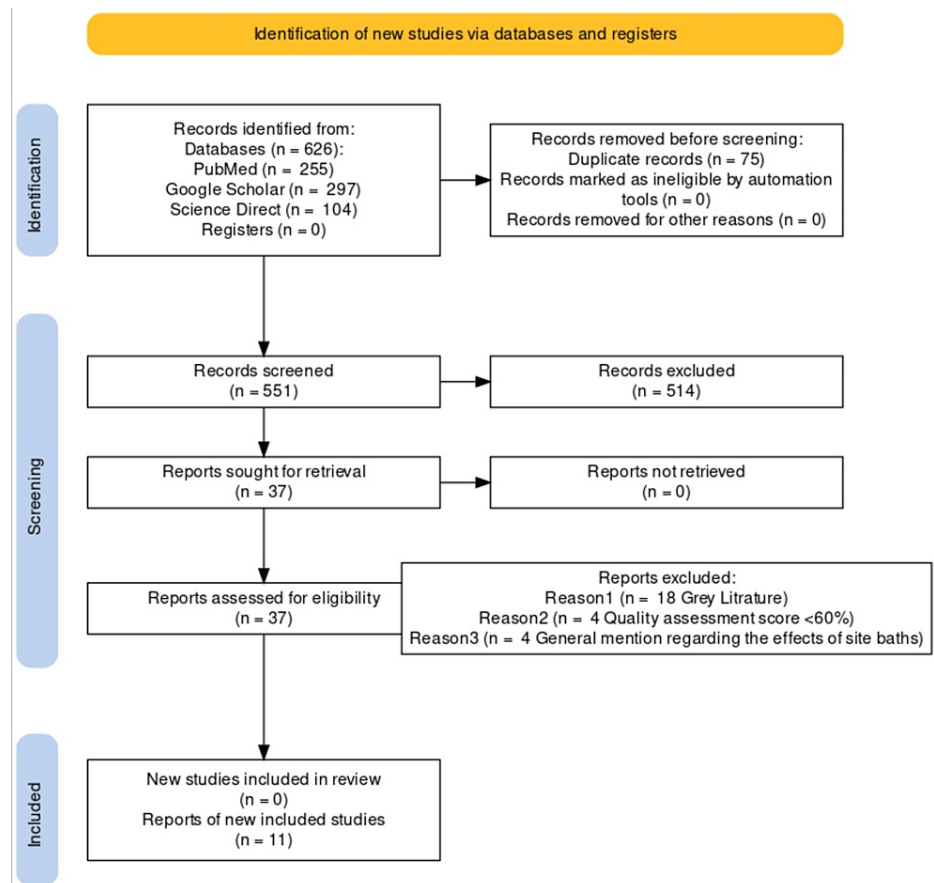 Identification of new studies via databases and registers
Identification
Records identified from:
Databases (n = 626):
PubMed (n = 255)
Google Scholar (n = 297)
Science Direct (n = 104)
Registers (n = 0)
Records removed before screening:
Duplicate records (n = 75)
Records marked as ineligible by automation
tools (n = 0)
Records removed for other reasons (n = 0)
Screening
Records screened
(n = 551)
Records excluded
(n = 514)
Reports sought for retrieval
(n = 37)
Reports not retrieved
(n = 0)
Reports assessed for eligibility
(n = 37)
Reports excluded:
Reason1 (n = 18 Grey Litrature)
Reason2 (n = 4 Quality assessment score <60%)
Reason3 (n = 4 General mention regarding the effects of site baths)
Included
New studies included in review
(n = 0)
Reports of new included studies
(n = 11)